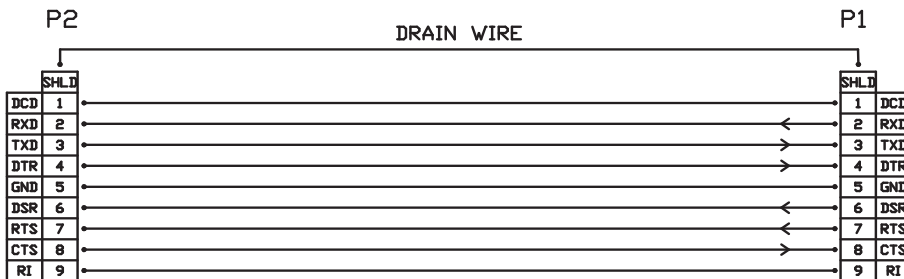 P2 P1
DRAIN WIRE
SHLD SHLD
DCD 1 1 DCD
RXD 2 2 RXD
TXD 3 3 TXD
DTR 4 4 DTR
GND 5 5 GND
DSR 6 6 DSR
RTS 7 7 RTS
CTS 8 8 CTS
RI 9 9 RI